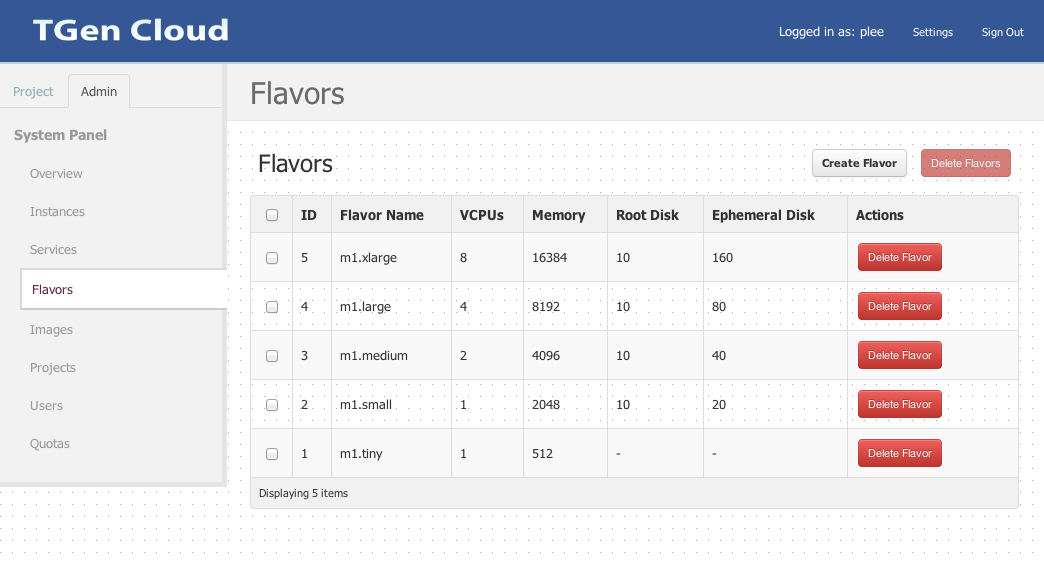 TGen Cloud
Logged in as: plee Settings Sign Out
Project Admin
Flavors
System Panel
Overview
Instances
Services
Flavors
Images
Projects
Users
Quotas
Flavors
Create Flavor Delete Flavors
ID Flavor Name VCPUs Memory Root Disk Ephemeral Disk Actions
5 m1.xlarge 8 16384 10 160 Delete Flavor
4 m1.large 4 8192 10 80 Delete Flavor
3 m1.medium 2 4096 10 40 Delete Flavor
2 m1.small 1 2048 10 20 Delete Flavor
1 m1.tiny 1 512 - - Delete Flavor
Displaying 5 items